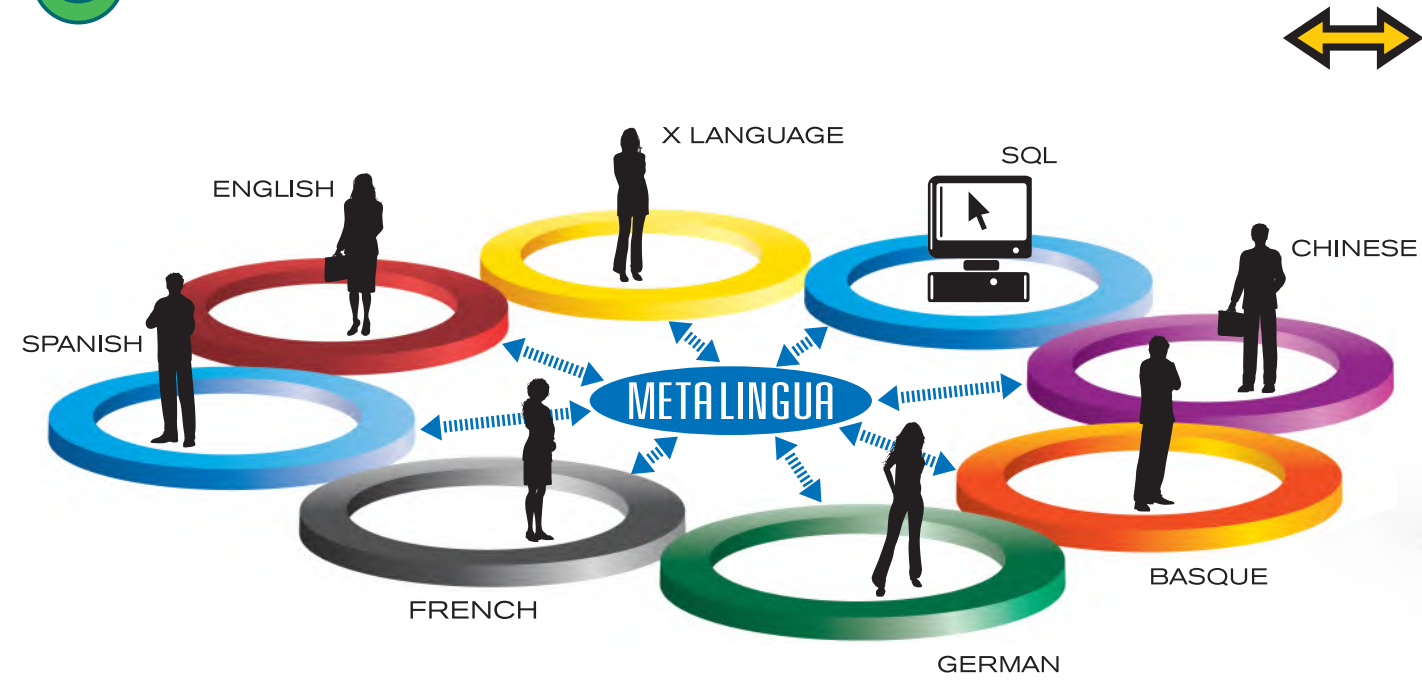 X LANGUAGE
SQL
ENGLISH
CHINESE
SPANISH
METALINGUA
BASQUE
FRENCH
GERMAN